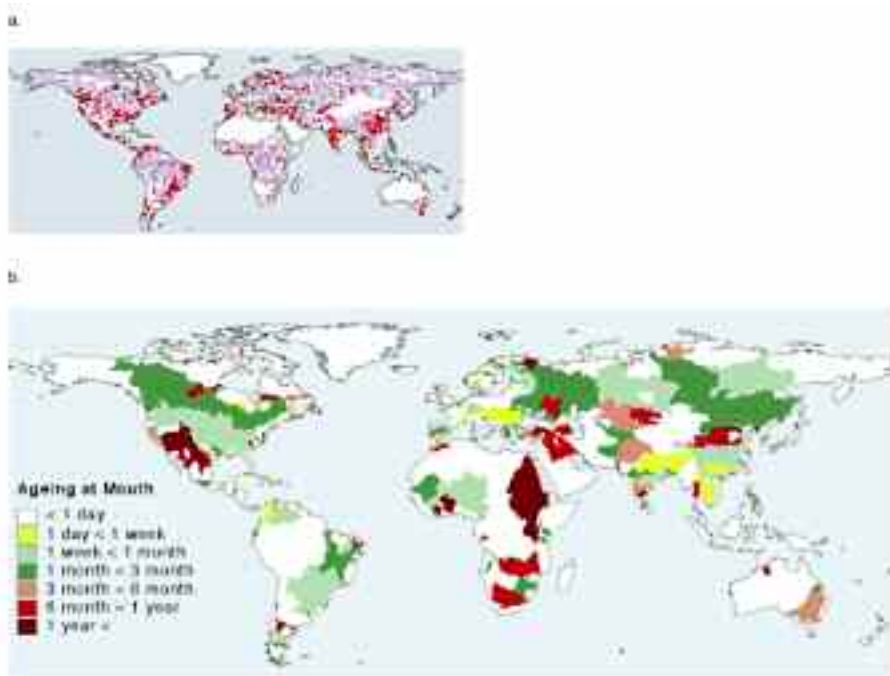 a.
b.
Ageing at Mouth
< 1 day
1 day < 1 week
1 week < 1 month
1 month < 3 month
3 month < 6 month
6 month < 1 year
1 year <